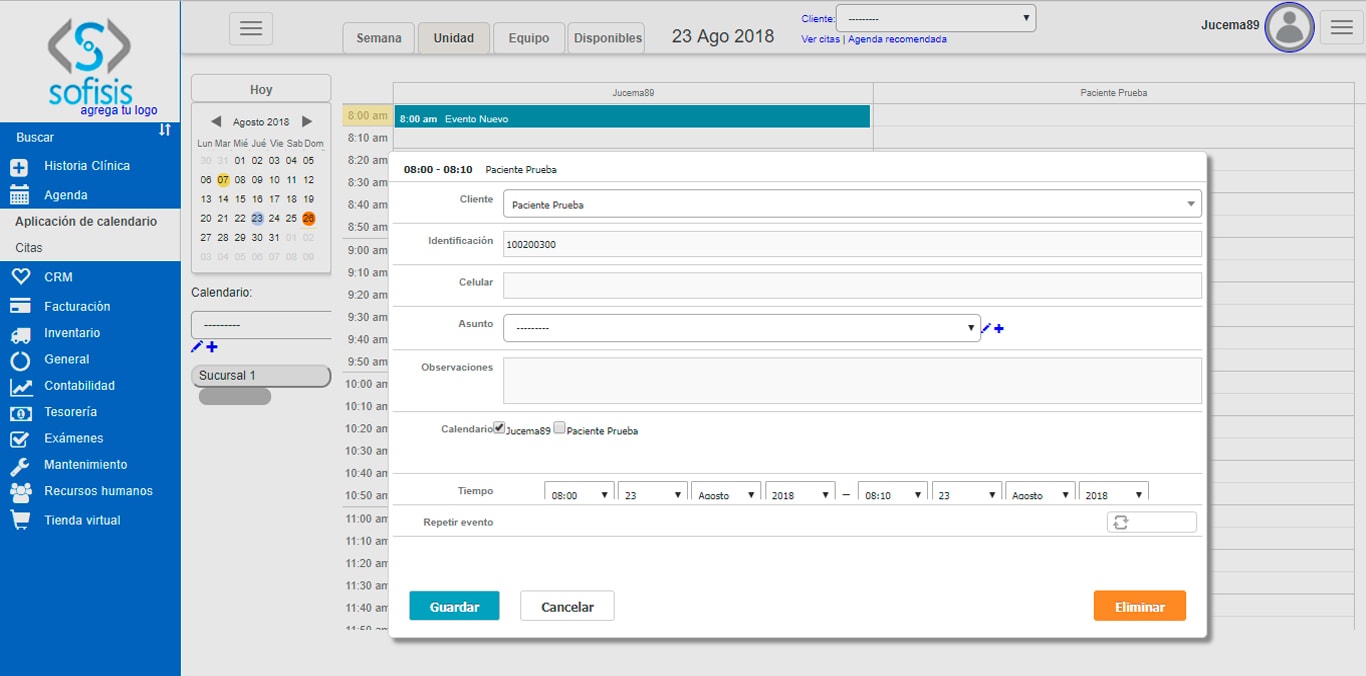 sofisis
agrega tu logo
Buscar
Historia Clínica
Agenda
Aplicación de calendario
Citas
CRM
Facturación
Inventario
General
Contabilidad
Tesorería
Exámenes
Mantenimiento
Recursos humanos
Tienda virtual
Semana
Unidad
Equipo
Disponibles
23 Ago 2018
Cliente: ---------
Ver citas | Agenda recomendada
Jucema89
Hoy
Agosto 2018
Lun Mar Mié Jué Vie Sab Dom
30 31 01 02 03 04 05
06 07 08 09 10 11 12
13 14 15 16 17 18 19
20 21 22 23 24 25 26
27 28 29 30 31 01 02
03 04 05 06 07 08 09
Calendario:
---------
Sucursal 1
Jucema89
Paciente Prueba
8:00 am
8:00 am Evento Nuevo
8:10 am
8:20 am
8:30 am
8:40 am
8:50 am
9:00 am
9:10 am
9:20 am
9:30 am
9:40 am
9:50 am
10:00 am
10:10 am
10:20 am
10:30 am
10:40 am
10:50 am
11:00 am
11:10 am
11:20 am
11:30 am
11:40 am
11:50 am
08:00 - 08:10 Paciente Prueba
Cliente Paciente Prueba
Identificación 100200300
Celular
Asunto ---------
Observaciones
Calendario Jucema89 Paciente Prueba
Tiempo 08:00 23 Agosto 2018 – 08:10 23 Agosto 2018
Repetir evento
Guardar
Cancelar
Eliminar